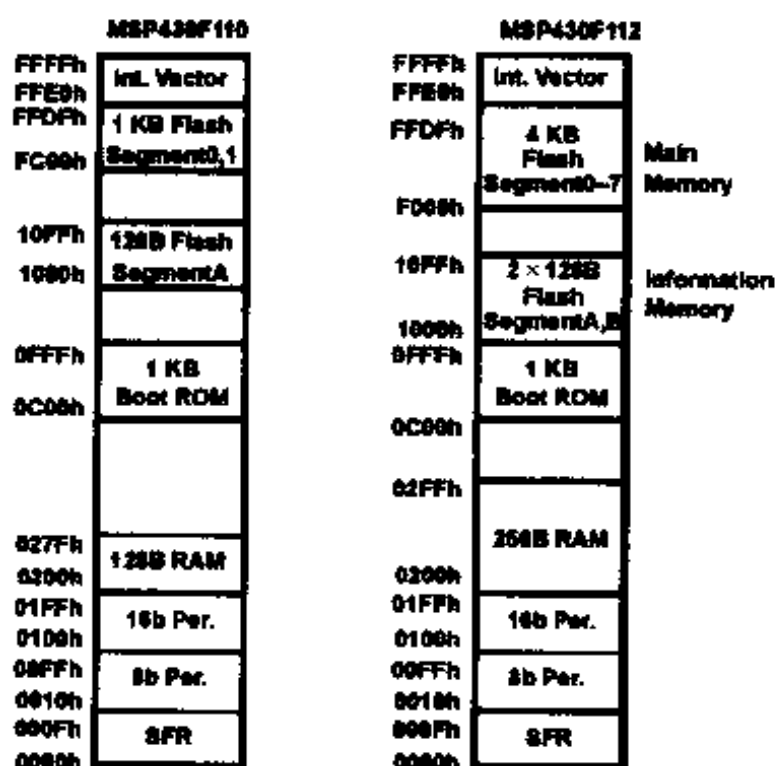 MSP430F110
FFFFh
Int. Vector
FFE0h
FFDFh
1 KB Flash
Segment0,1
FC00h
10FFh
128B Flash
SegmentA
1080h
0FFFh
1 KB
Boot ROM
0C00h
027Fh
128B RAM
0200h
01FFh
16b Per.
0100h
00FFh
8b Per.
0010h
000Fh
SFR
0000h
MSP430F112
FFFFh
Int. Vector
FFE0h
FFDFh
4 KB
Flash
Segment0–7
Main
Memory
F000h
10FFh
2 × 128B
Flash
SegmentA,B
Information
Memory
1000h
0FFFh
1 KB
Boot ROM
0C00h
02FFh
256B RAM
0200h
01FFh
16b Per.
0100h
00FFh
8b Per.
0010h
000Fh
SFR
0000h